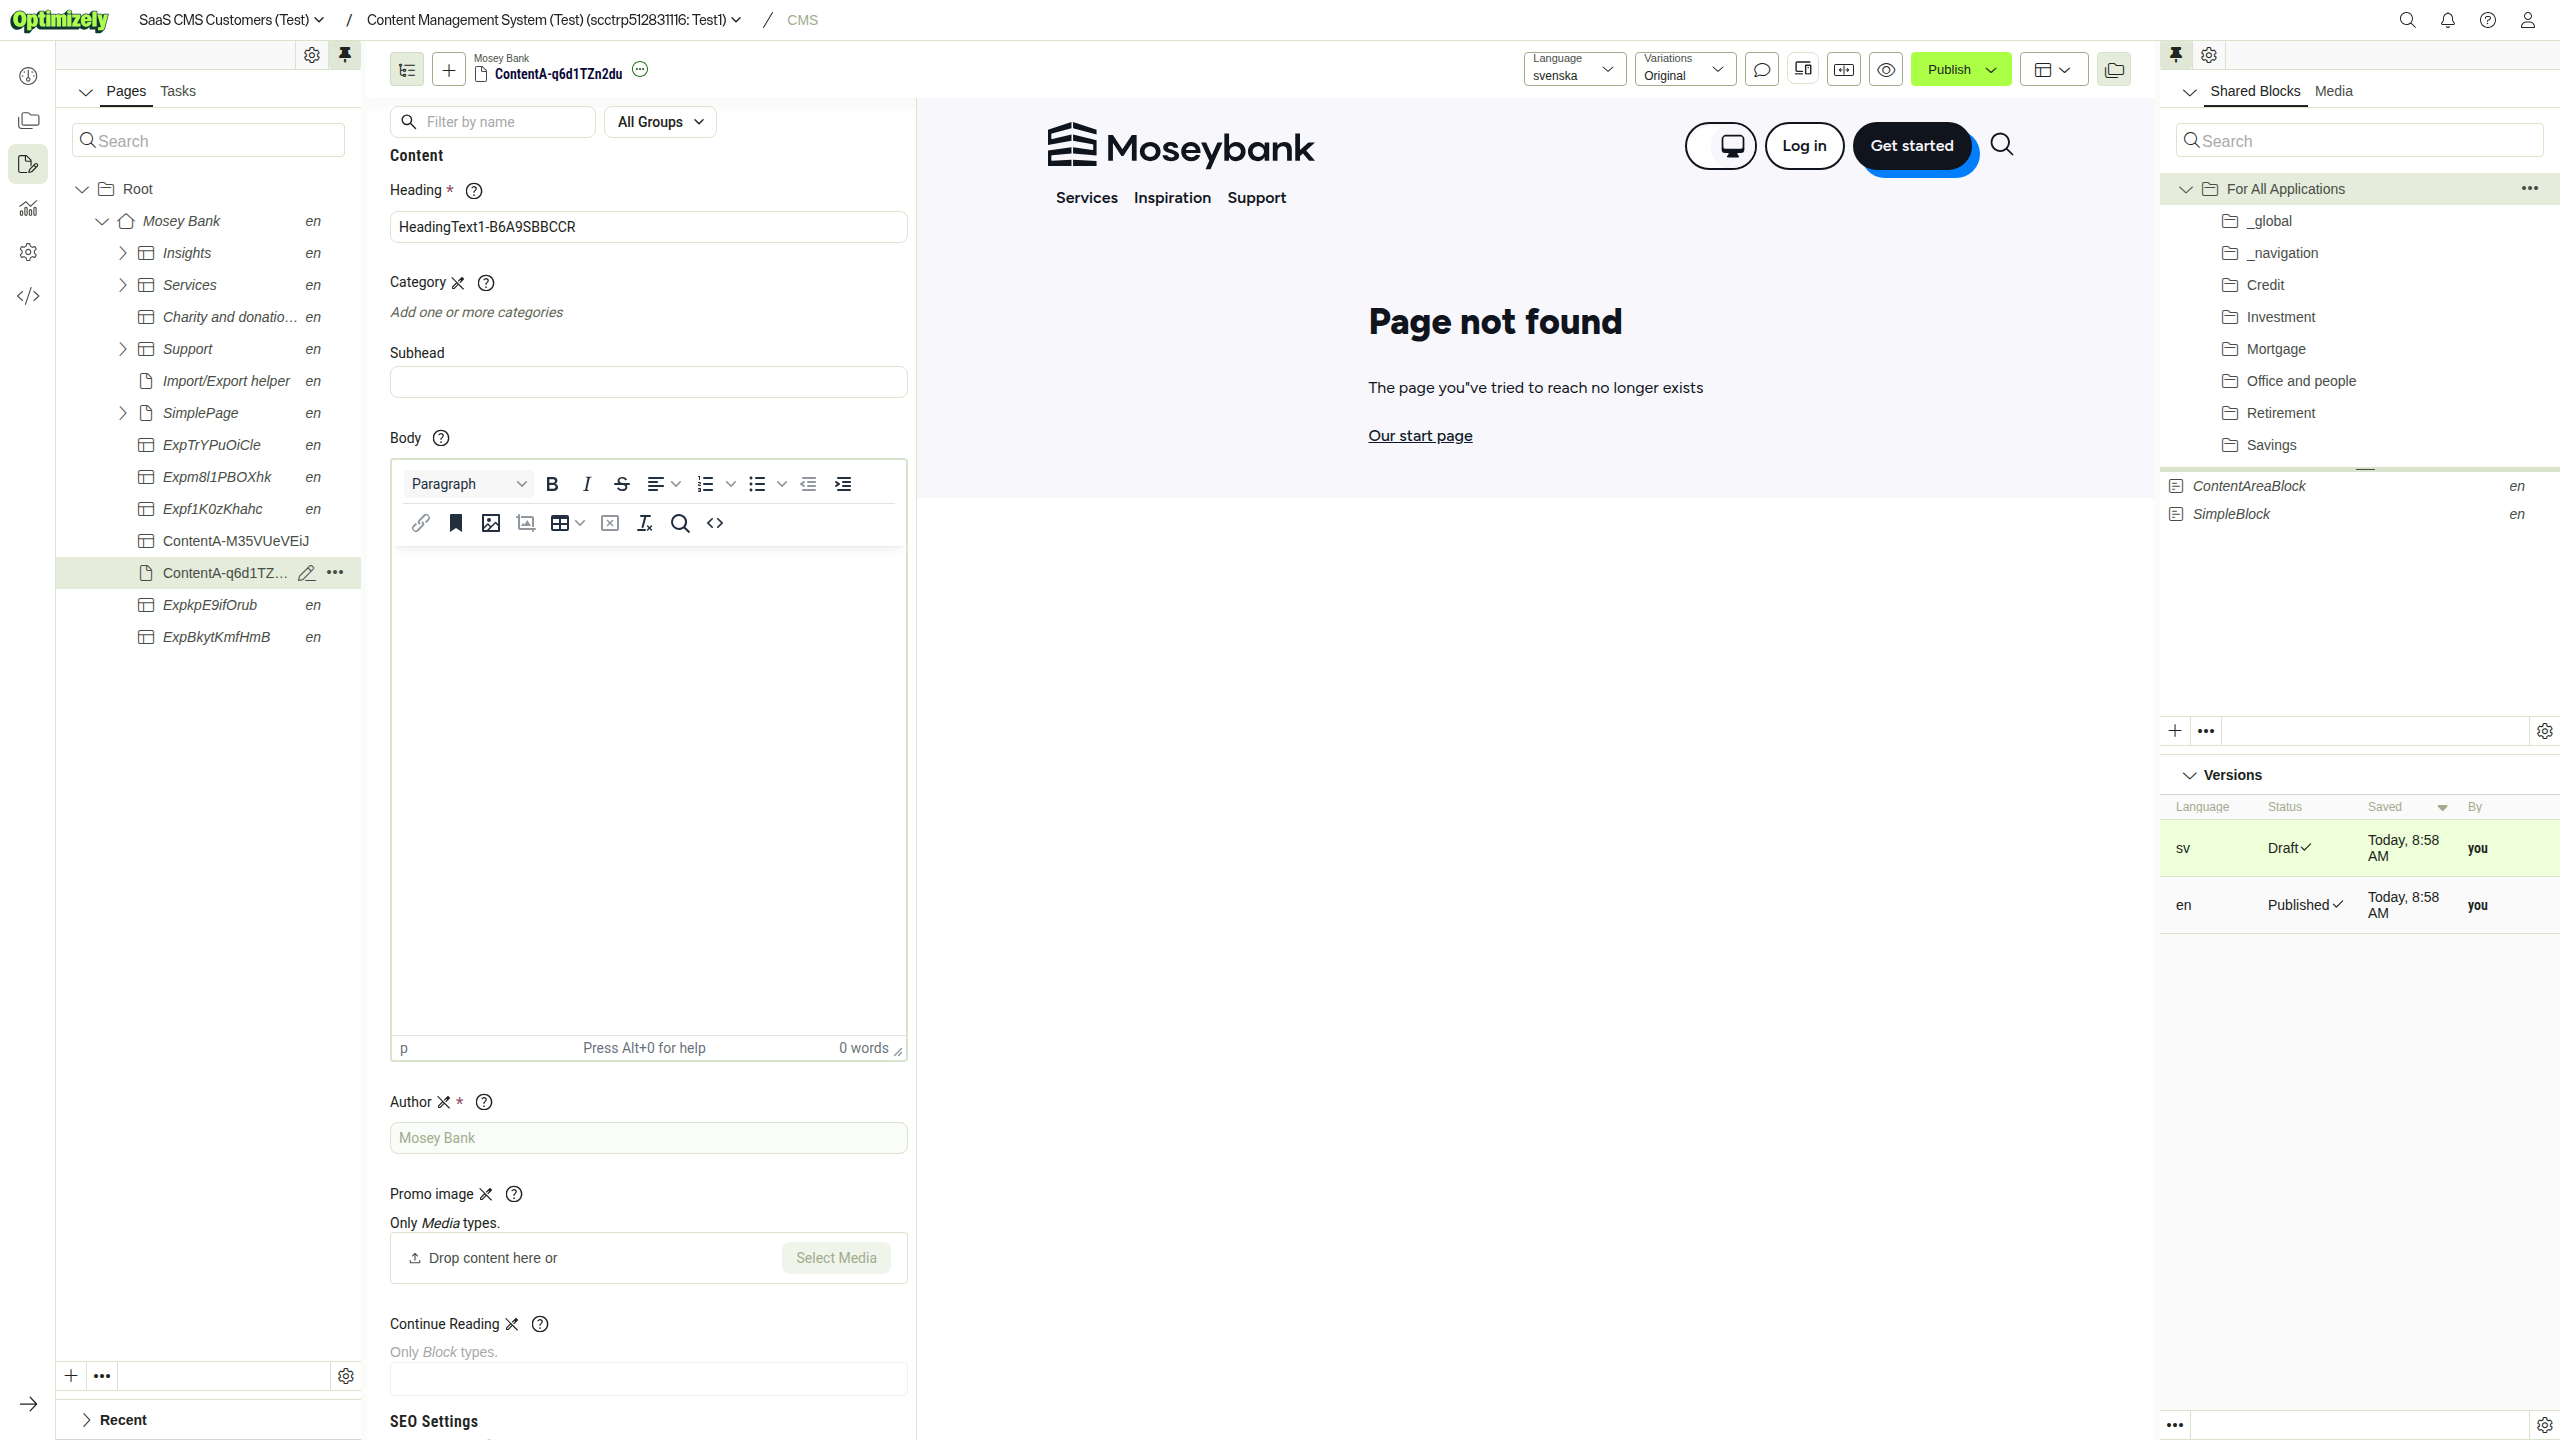 Optimizely
SaaS CMS Customers (Test) / Content Management System (Test) (scctrp512831116: Test1) / CMS
Pages Tasks
Search
Root
Mosey Bank en
Insights en
Services en
Charity and donatio... en
Support en
Import/Export helper en
SimplePage en
ExpTrYPuOiCle en
Expm8l1PBOXhk en
Expf1K0zKhahc en
ContentA-M35VUeVEiJ
ContentA-q6d1TZ...
ExpkpE9ifOrub en
ExpBkytKmfHmB en
Recent
Mosey Bank
ContentA-q6d1TZn2du
Language
svenska
Variations
Original
Publish
Filter by name
All Groups
Content
Heading *
HeadingText1-B6A9SBBCCR
Category
Add one or more categories
Subhead
Body
Paragraph
p Press Alt+0 for help 0 words
Author *
Mosey Bank
Promo image
Only Media types.
Drop content here or Select Media
Continue Reading
Only Block types.
SEO Settings
Moseybank
Log in
Get started
Services Inspiration Support
Page not found
The page you"ve tried to reach no longer exists
Our start page
Shared Blocks Media
Search
For All Applications
_global
_navigation
Credit
Investment
Mortgage
Office and people
Retirement
Savings
ContentAreaBlock en
SimpleBlock en
Versions
Language Status Saved By
sv Draft Today, 8:58 AM you
en Published Today, 8:58 AM you